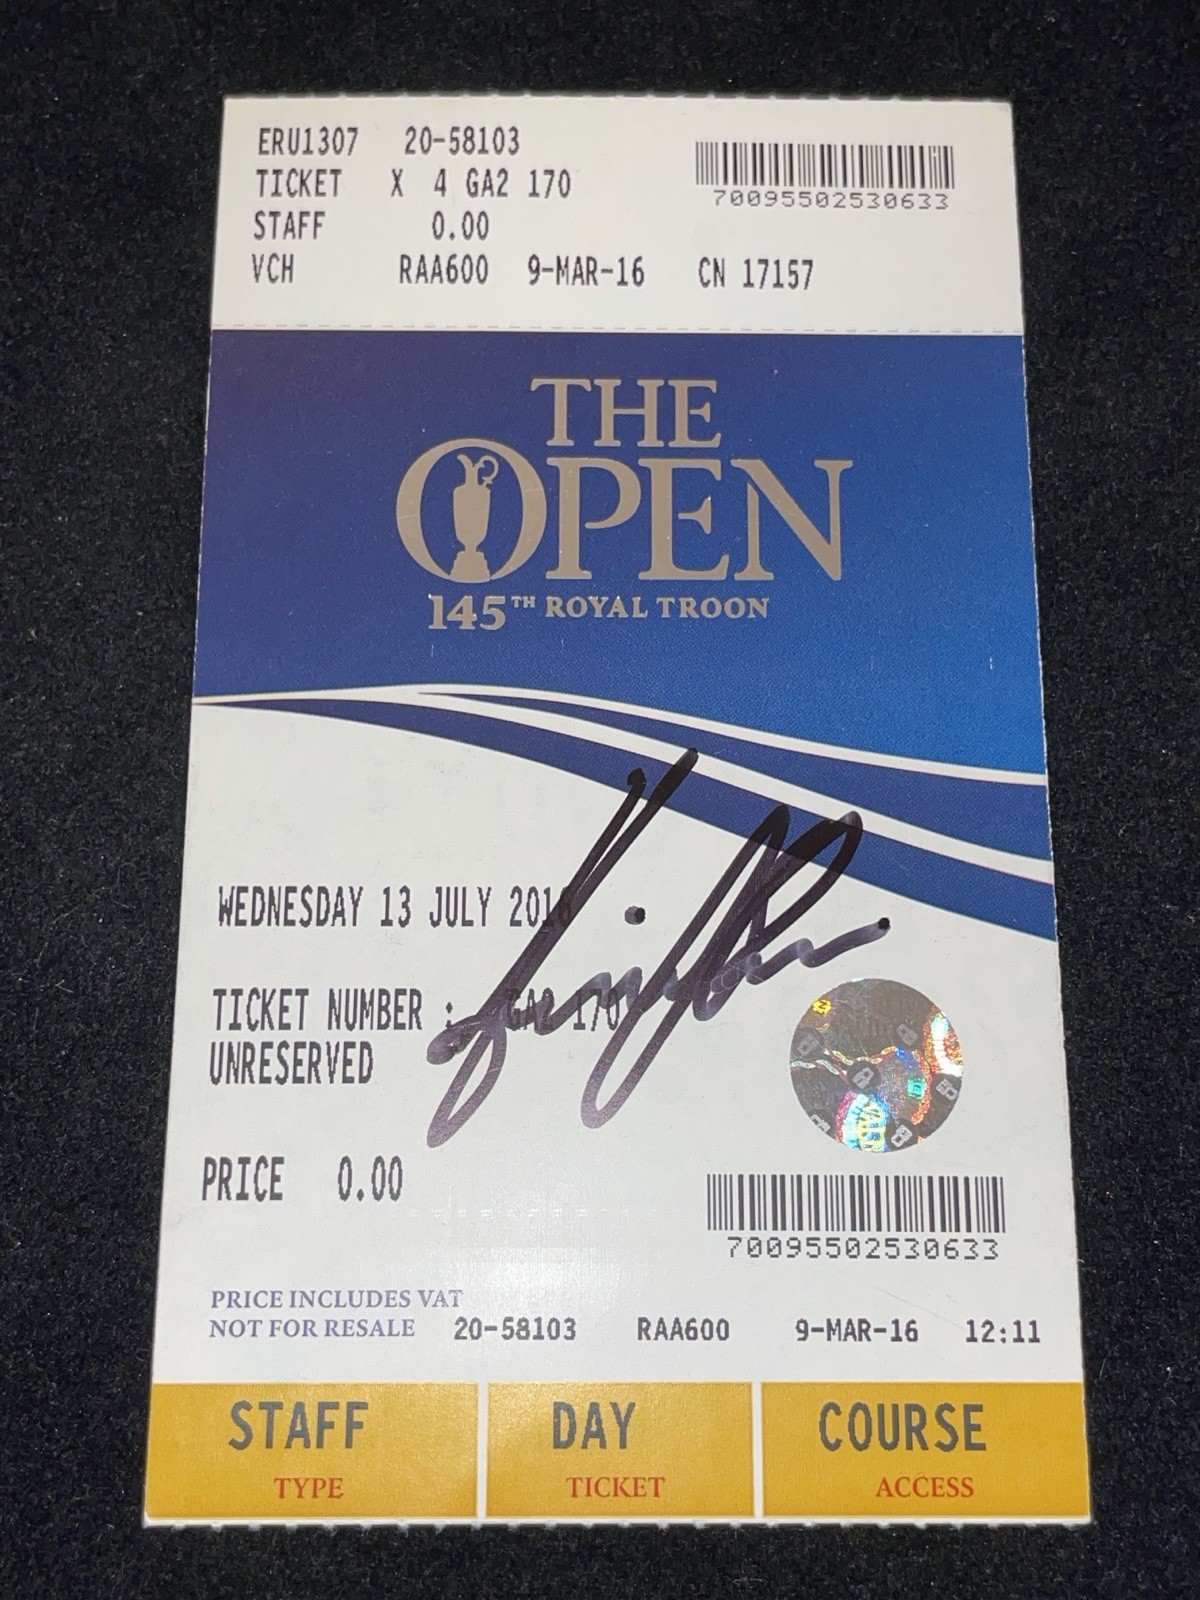 ERU1307 20-58103
TICKET X 4 GA2 170
STAFF 0.00
VCH RAA600 9-MAR-16 CN 17157
70095502530633
THE
OPEN
145TH ROYAL TROON
WEDNESDAY 13 JULY 2016
TICKET NUMBER : GA2 170
UNRESERVED
PRICE 0.00
70095502530633
PRICE INCLUDES VAT
NOT FOR RESALE 20-58103 RAA600 9-MAR-16 12:11
STAFF DAY COURSE
TYPE TICKET ACCESS